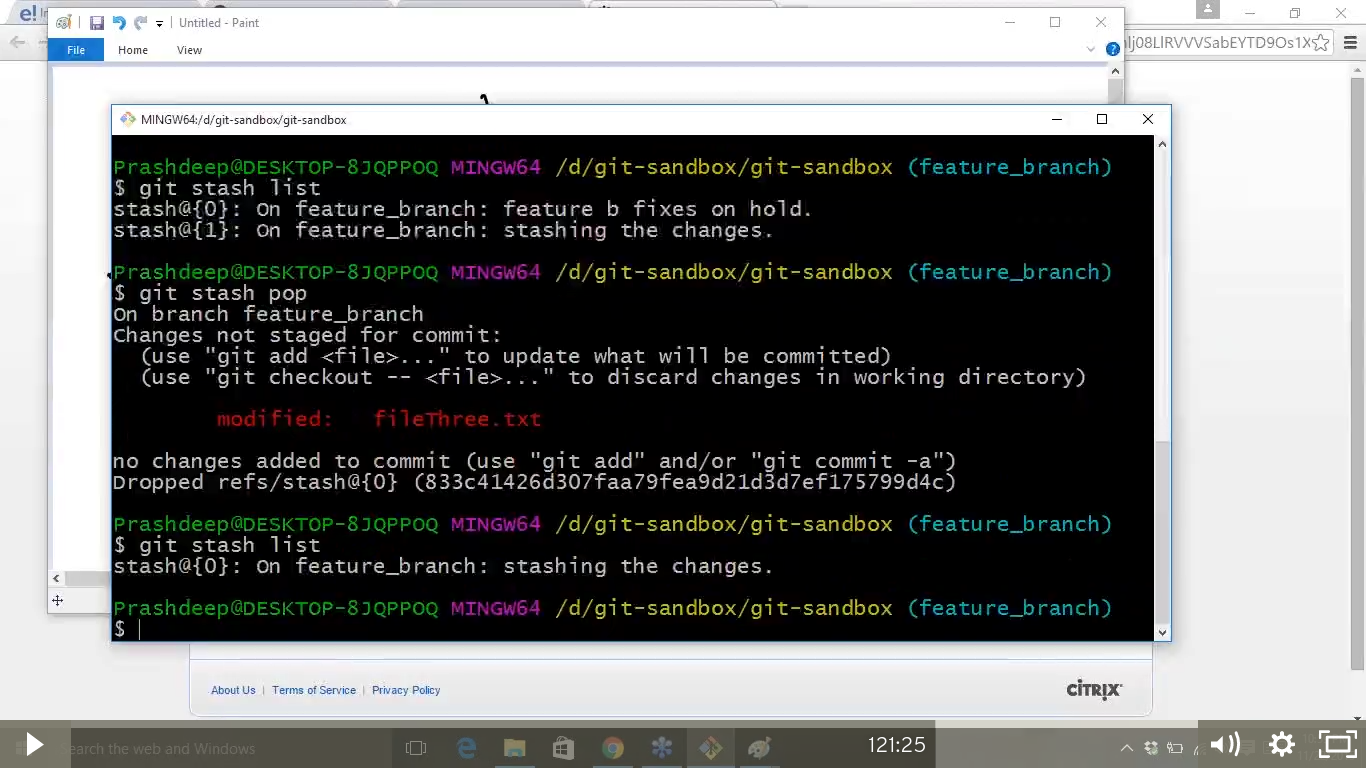 e!
Untitled - Paint
File
Home
View
MINGW64:/d/git-sandbox/git-sandbox
Prashdeep@DESKTOP-8JQPPOQ MINGW64 /d/git-sandbox/git-sandbox (feature_branch)
$ git stash list
stash@{0}: On feature_branch: feature b fixes on hold.
stash@{1}: On feature_branch: stashing the changes.
Prashdeep@DESKTOP-8JQPPOQ MINGW64 /d/git-sandbox/git-sandbox (feature_branch)
$ git stash pop
On branch feature_branch
Changes not staged for commit:
(use "git add <file>..." to update what will be committed)
(use "git checkout -- <file>..." to discard changes in working directory)
modified: fileThree.txt
no changes added to commit (use "git add" and/or "git commit -a")
Dropped refs/stash@{0} (833c41426d307faa79fea9d21d3d7ef175799d4c)
Prashdeep@DESKTOP-8JQPPOQ MINGW64 /d/git-sandbox/git-sandbox (feature_branch)
$ git stash list
stash@{0}: On feature_branch: stashing the changes.
Prashdeep@DESKTOP-8JQPPOQ MINGW64 /d/git-sandbox/git-sandbox (feature_branch)
$
About Us | Terms of Service | Privacy Policy
CİTRIX
Search the web and Windows
121:25